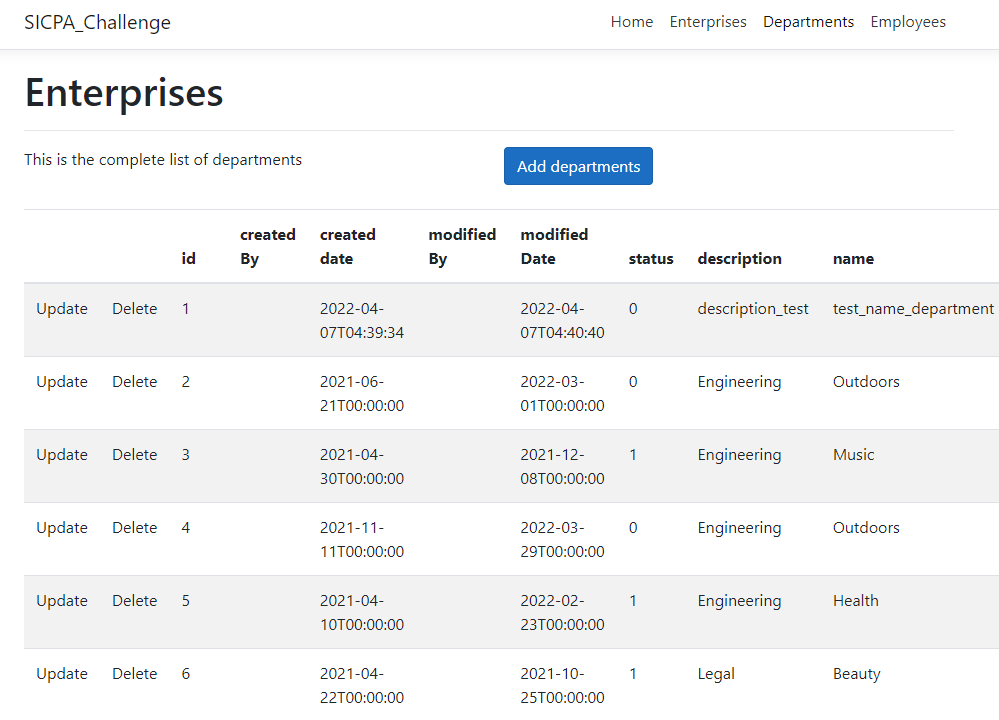 SICPA_Challenge Home Enterprises Departments Employees
Enterprises
This is the complete list of departments Add departments
created created modified modified
id By date By Date status description name
Update Delete 1 2022-04- 2022-04- 0 description_test test_name_department
07T04:39:34 07T04:40:40
Update Delete 2 2021-06- 2022-03- 0 Engineering Outdoors
21T00:00:00 01T00:00:00
Update Delete 3 2021-04- 2021-12- 1 Engineering Music
30T00:00:00 08T00:00:00
Update Delete 4 2021-11- 2022-03- 0 Engineering Outdoors
11T00:00:00 29T00:00:00
Update Delete 5 2021-04- 2022-02- 1 Engineering Health
10T00:00:00 23T00:00:00
Update Delete 6 2021-04- 2021-10- 1 Legal Beauty
22T00:00:00 25T00:00:00